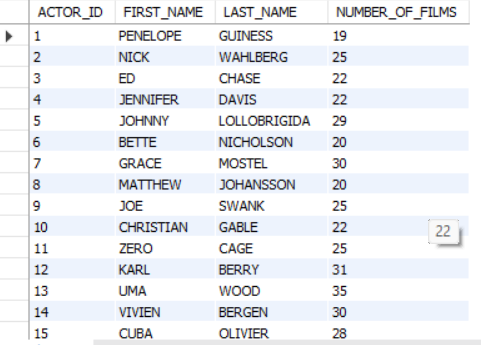 ACTOR_ID FIRST_NAME LAST_NAME NUMBER_OF_FILMS
1 PENELOPE GUINESS 19
2 NICK WAHLBERG 25
3 ED CHASE 22
4 JENNIFER DAVIS 22
5 JOHNNY LOLLOBRIGIDA 29
6 BETTE NICHOLSON 20
7 GRACE MOSTEL 30
8 MATTHEW JOHANSSON 20
9 JOE SWANK 25
10 CHRISTIAN GABLE 22 22
11 ZERO CAGE 25
12 KARL BERRY 31
13 UMA WOOD 35
14 VIVIEN BERGEN 30
15 CUBA OLIVIER 28